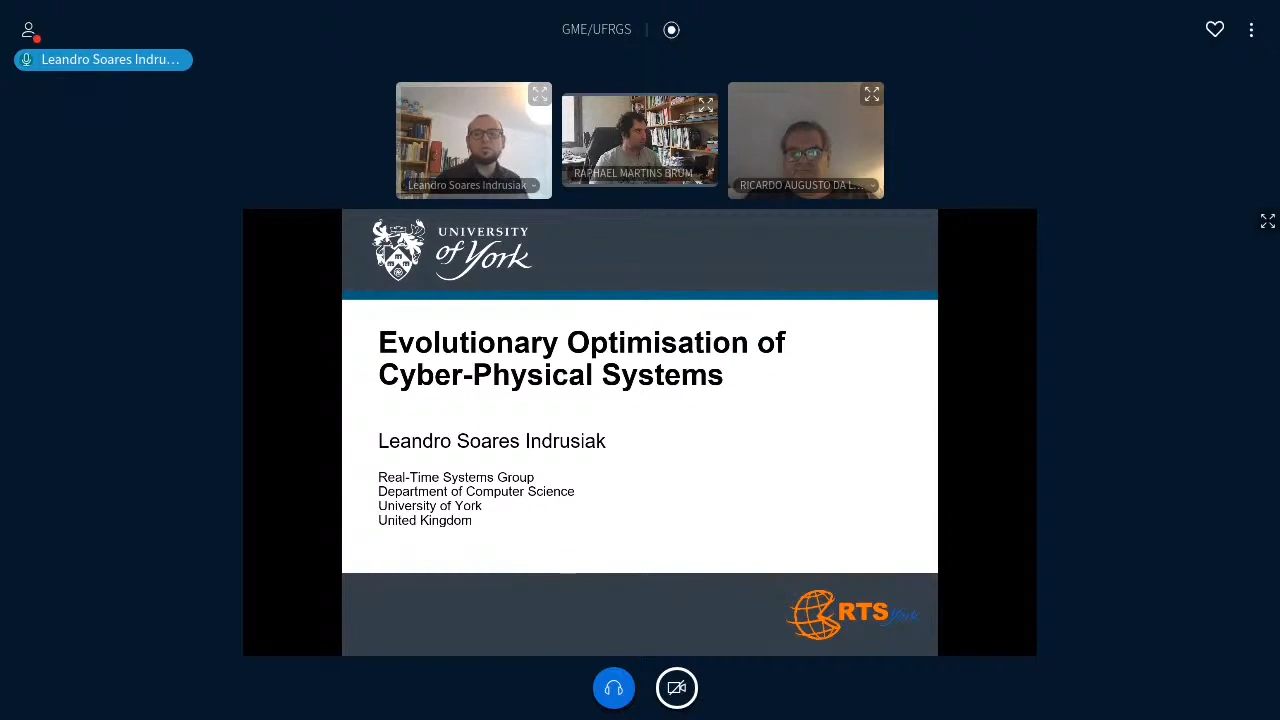 GME/UFRGS
Leandro Soares Indru...
Leandro Soares Indrusiak
RAPHAEL MARTINS BRUM
RICARDO AUGUSTO DA L...
UNIVERSITY
of York
Evolutionary Optimisation of
Cyber-Physical Systems
Leandro Soares Indrusiak
Real-Time Systems Group
Department of Computer Science
University of York
United Kingdom
RTS York